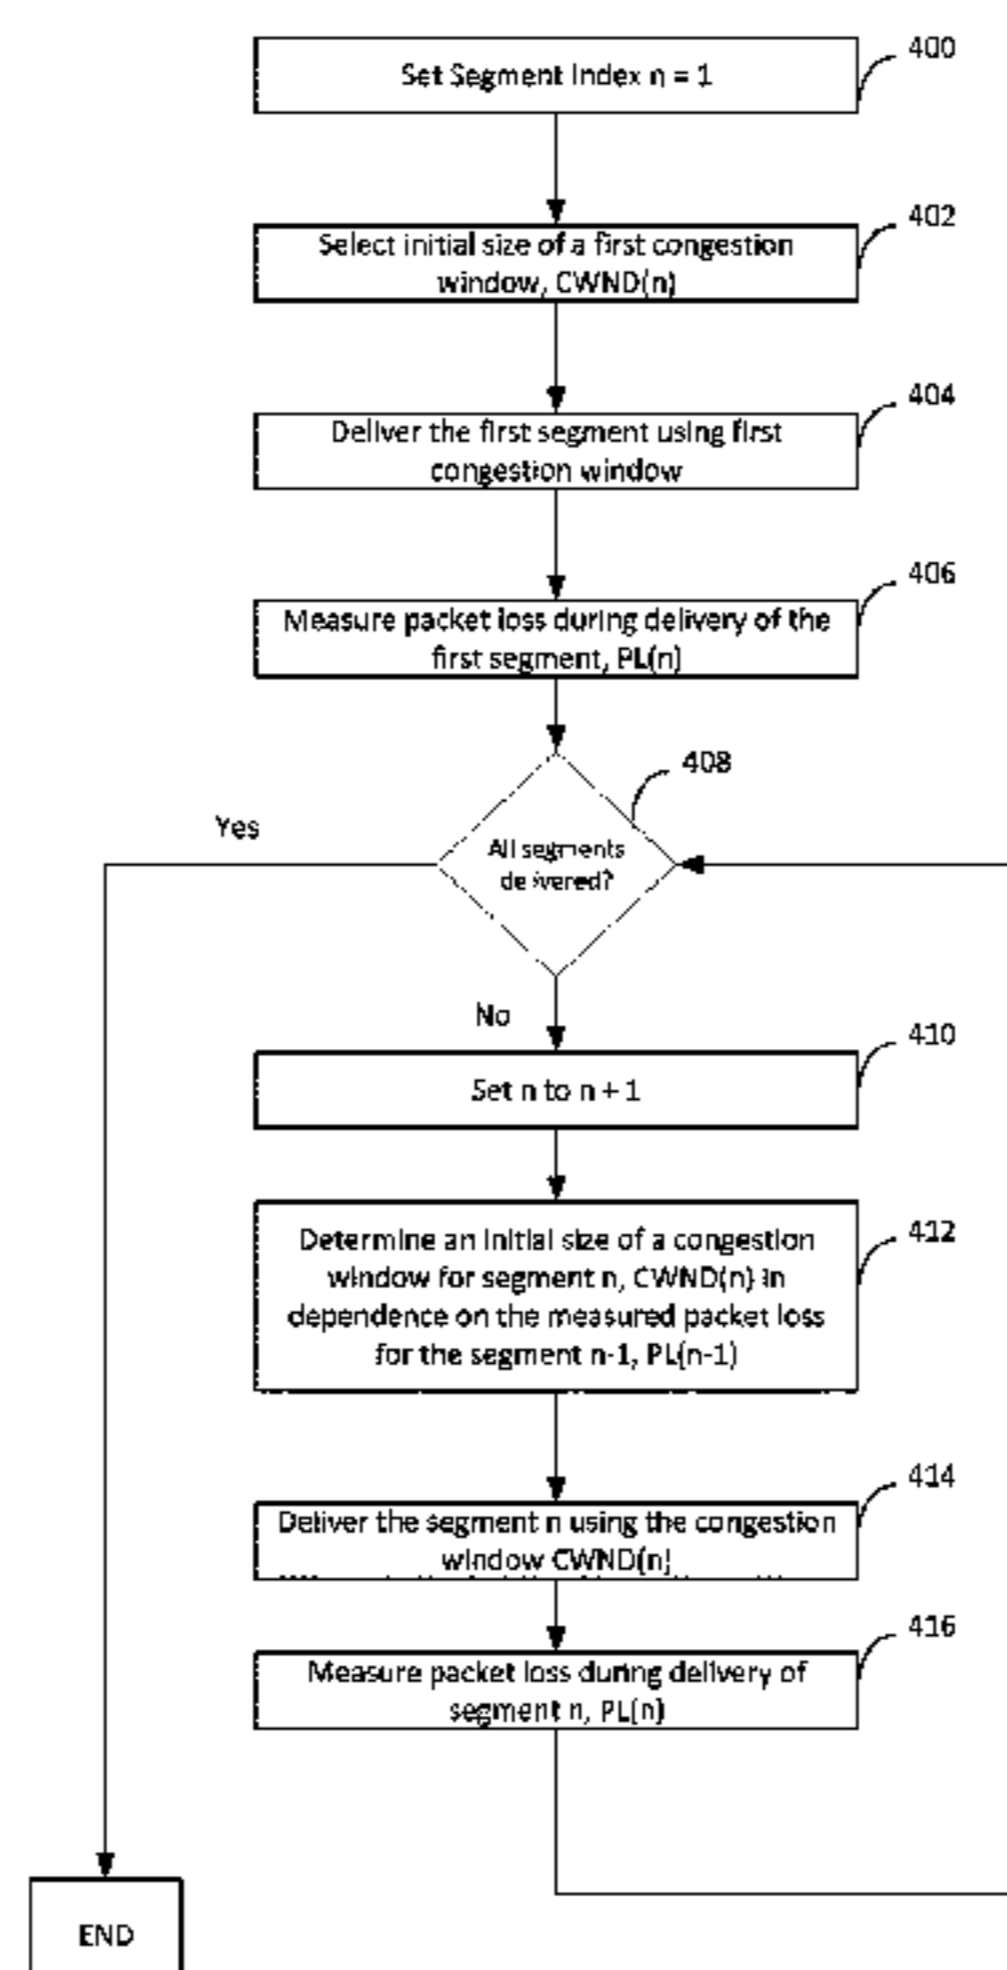 Set Segment Index n = 1
400
Select initial size of a first congestion
window, CWND(n)
402
Deliver the first segment using first
congestion window
404
Measure packet loss during delivery of the
first segment, PL(n)
406
408
All segments
delivered?
Yes
No
Set n to n + 1
410
Determine an initial size of a congestion
window for segment n, CWND(n) in
dependence on the measured packet loss
for the segment n-1, PL(n-1)
412
Deliver the segment n using the congestion
window CWND(n)
414
Measure packet loss during delivery of
segment n, PL(n)
416
END